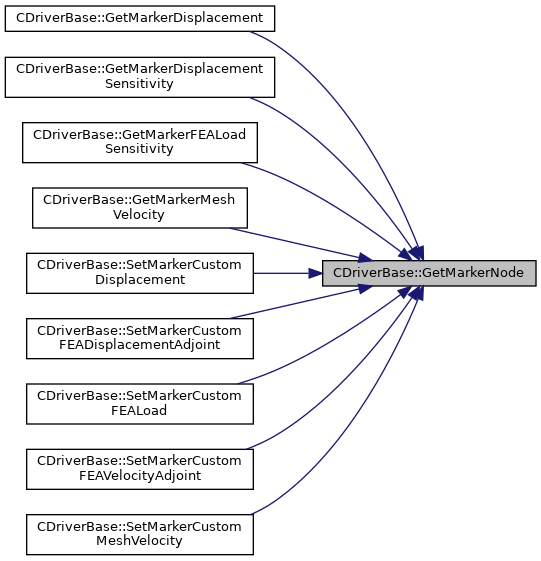 CDriverBase::GetMarkerDisplacement
CDriverBase::GetMarkerDisplacement
Sensitivity
CDriverBase::GetMarkerFEALoad
Sensitivity
CDriverBase::GetMarkerMesh
Velocity
CDriverBase::SetMarkerCustom
Displacement
CDriverBase::SetMarkerCustom
FEADisplacementAdjoint
CDriverBase::SetMarkerCustom
FEALoad
CDriverBase::SetMarkerCustom
FEAVelocityAdjoint
CDriverBase::SetMarkerCustom
MeshVelocity
CDriverBase::GetMarkerNode